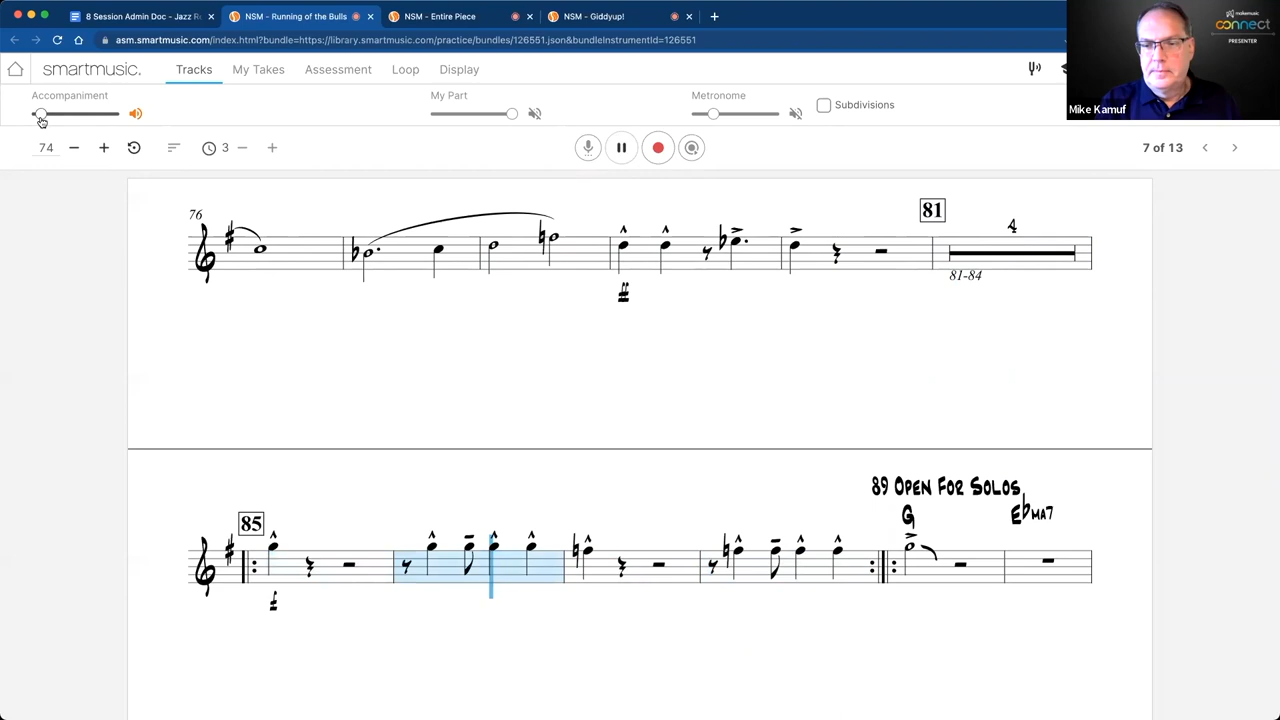 8 Session Admin Doc - Jazz R
NSM - Running of the Bulls
NSM - Entire Piece
NSM - Giddyup!
asm.smartmusic.com/index.html?bundle=https://library.smartmusic.com/practice/bundles/126551.json&bundleInstrumentId=126551
makemusic
connect
PRESENTER
Mike Kamuf
smartmusic.
Tracks
My Takes
Assessment
Loop
Display
Accompaniment
My Part
Metronome
Subdivisions
74
3
7 of 13
76
81
4
81-84
ff
89 OPEN FOR SOLOS
85
G
E♭MA7
f